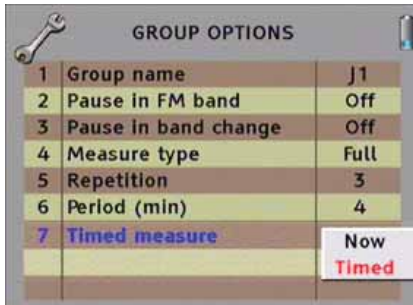 GROUP OPTIONS
1 Group name J1
2 Pause in FM band Off
3 Pause in band change Off
4 Measure type Full
5 Repetition 3
6 Period (min) 4
7 Timed measure Now
Timed